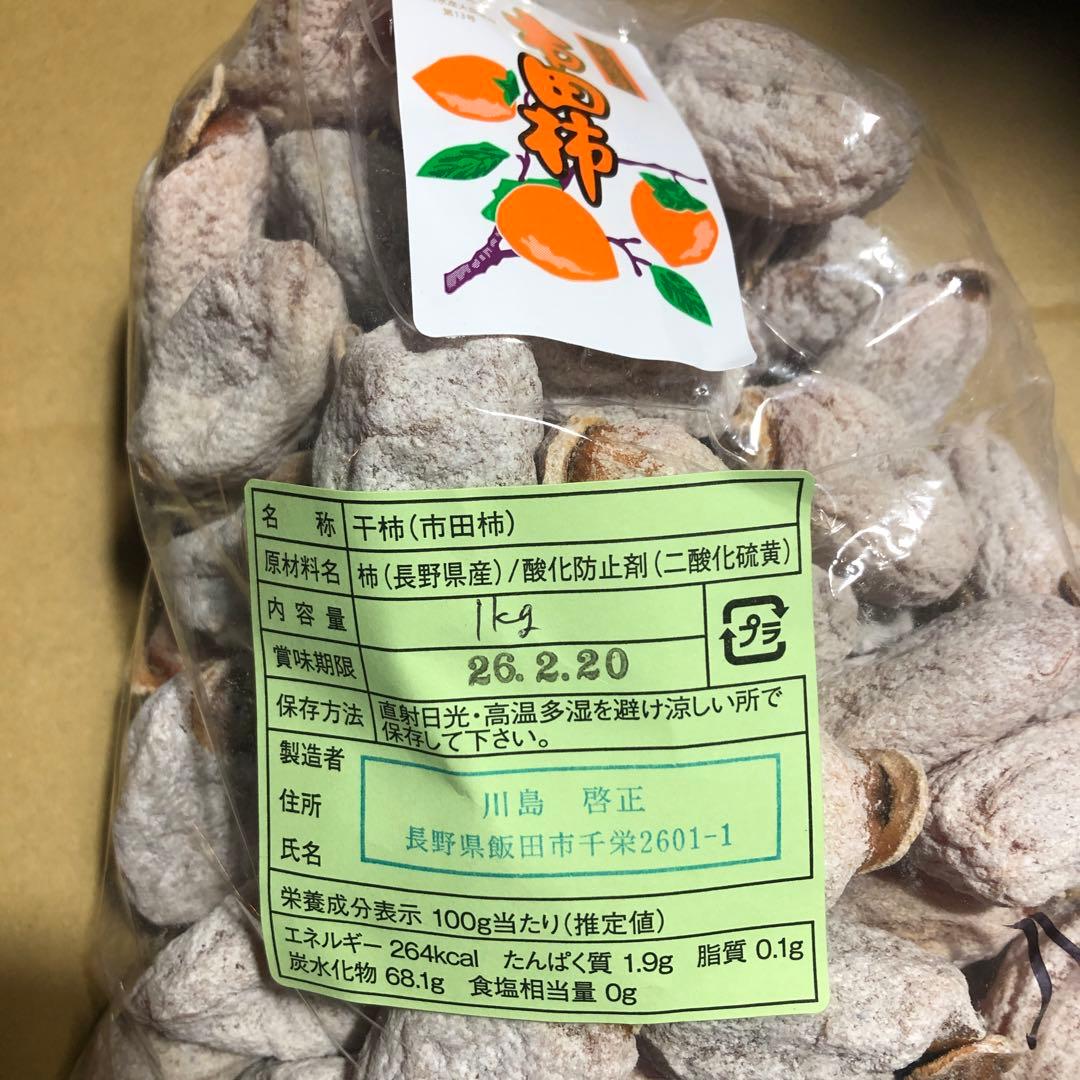 第13号
市田柿
名称 干柿(市田柿)
原材料名 柿(長野県産)/酸化防止剤(二酸化硫黄)
内容量 1kg
プラ
賞味期限 26.2.20
保存方法 直射日光・高温多湿を避け涼しい所で
保存して下さい。
製造者
住所
氏名
川島 啓正
長野県飯田市千栄2601-1
栄養成分表示 100g当たり(推定値)
エネルギー 264kcal たんぱく質 1.9g 脂質 0.1g
炭水化物 68.1g 食塩相当量 0g